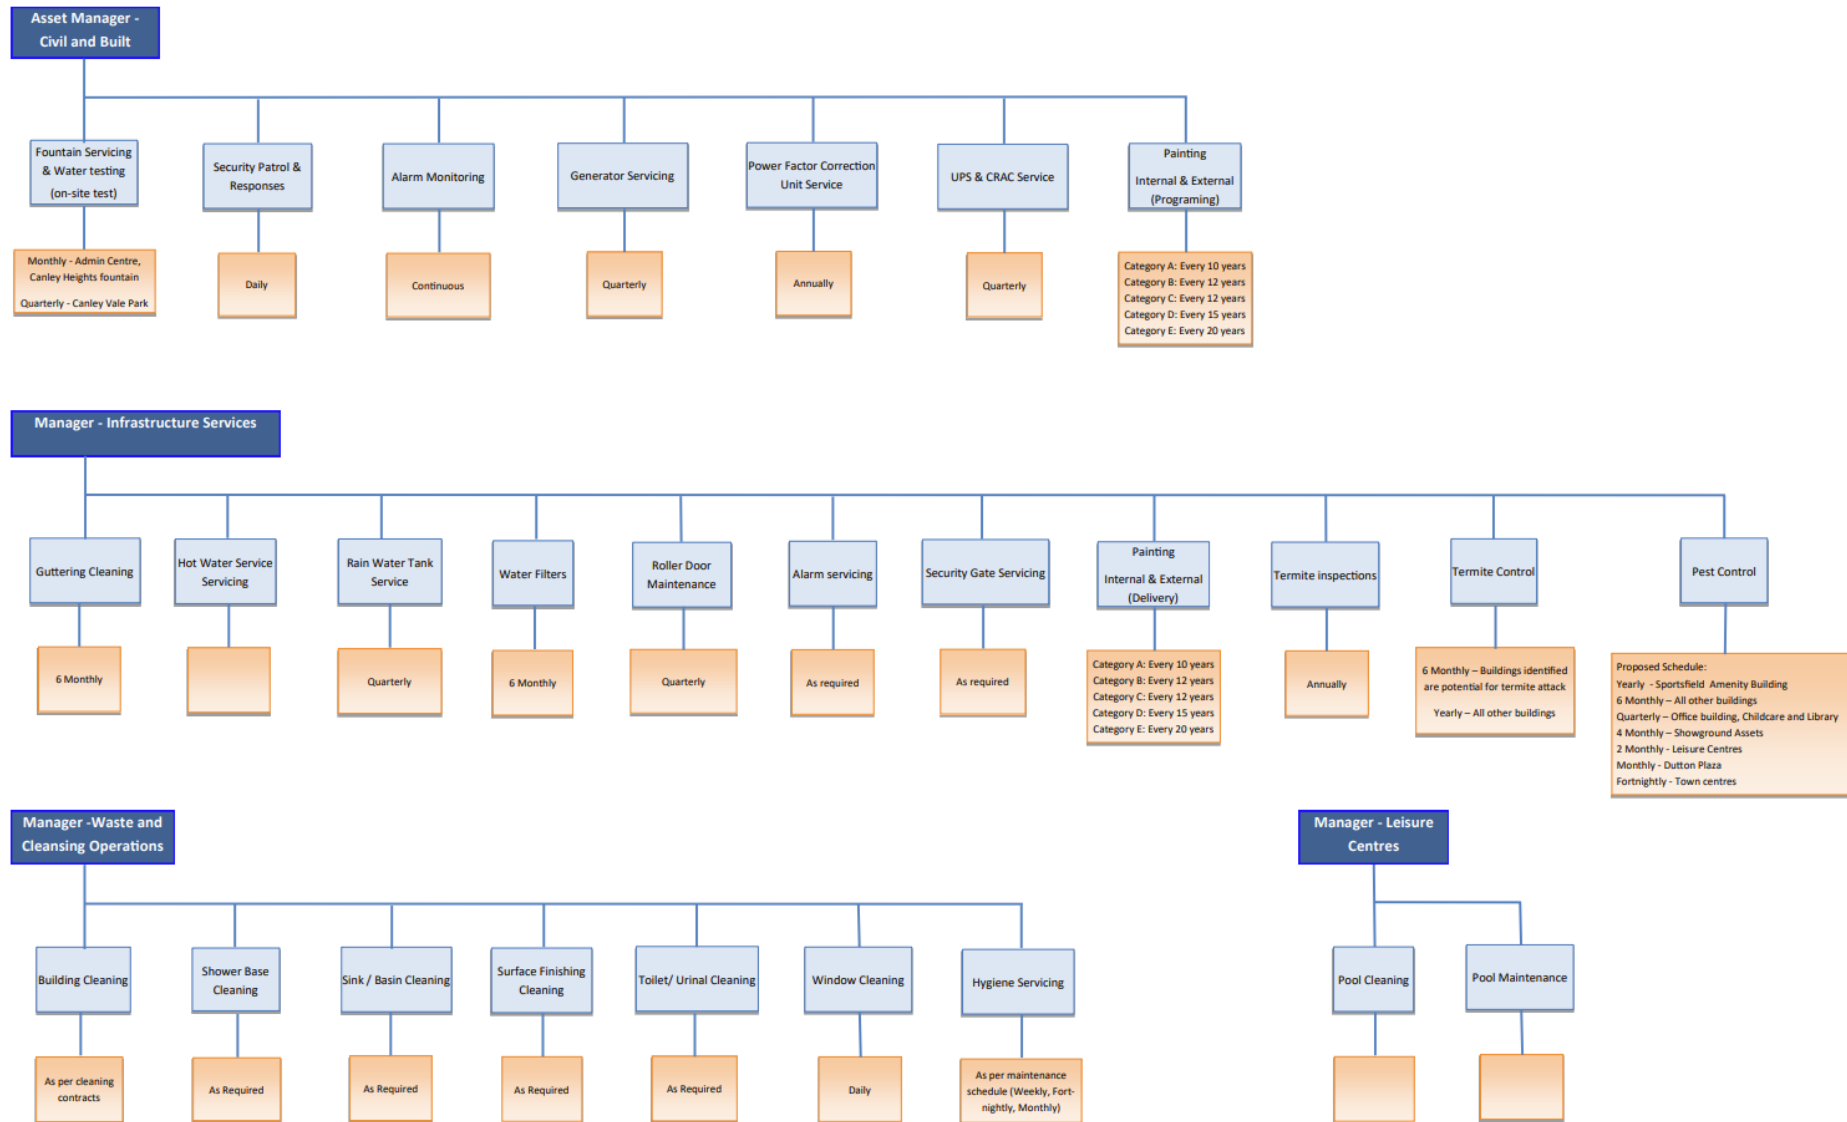 Asset Manager -
Civil and Built
Fountain Servicing
& Water testing
(on-site test)
Security Patrol &
Responses
Alarm Monitoring
Generator Servicing
Power Factor Correction
Unit Service
UPS & CRAC Service
Painting
Internal & External
(Programing)
Monthly - Admin Centre,
Canley Heights fountain
Quarterly - Canley Vale Park
Daily
Continuous
Quarterly
Annually
Quarterly
Category A: Every 10 years
Category B: Every 12 years
Category C: Every 12 years
Category D: Every 15 years
Category E: Every 20 years
Manager - Infrastructure Services
Guttering Cleaning
Hot Water Service
Servicing
Rain Water Tank
Service
Water Filters
Roller Door
Maintenance
Alarm servicing
Security Gate Servicing
Painting
Internal & External
(Delivery)
Termite inspections
Termite Control
Pest Control
6 Monthly
Quarterly
6 Monthly
Quarterly
As required
As required
Category A: Every 10 years
Category B: Every 12 years
Category C: Every 12 years
Category D: Every 15 years
Category E: Every 20 years
Annually
6 Monthly – Buildings identified
are potential for termite attack
Yearly – All other buildings
Proposed Schedule:
Yearly - Sportsfield Amenity Building
6 Monthly – All other buildings
Quarterly – Office building, Childcare and Library
4 Monthly – Showground Assets
2 Monthly - Leisure Centres
Monthly - Dutton Plaza
Fortnightly - Town centres
Manager -Waste and
Cleansing Operations
Building Cleaning
Shower Base
Cleaning
Sink / Basin Cleaning
Surface Finishing
Cleaning
Toilet/ Urinal Cleaning
Window Cleaning
Hygiene Servicing
As per cleaning
contracts
As Required
As Required
As Required
As Required
Daily
As per maintenance
schedule (Weekly, Fort-
nightly, Monthly)
Manager - Leisure
Centres
Pool Cleaning
Pool Maintenance